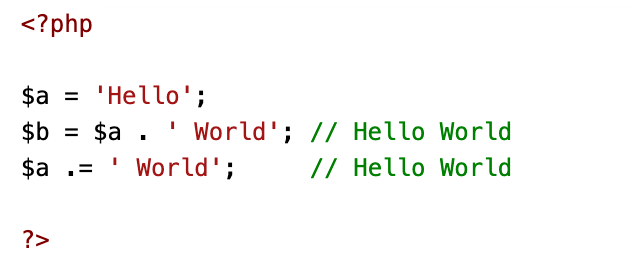 <?php

$a = 'Hello';
$b = $a . ' World'; // Hello World
$a .= ' World';     // Hello World

?>